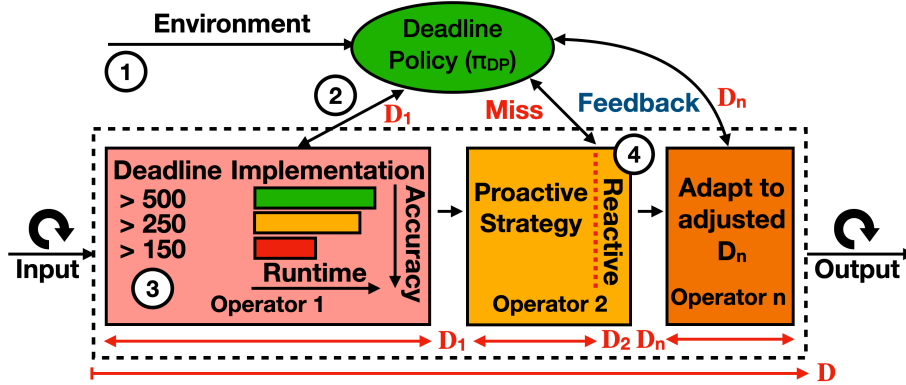 Environment
Deadline
Policy (πDP)
1
2
D1
Miss
Feedback
Dn
4
Deadline Implementation
> 500
> 250
> 150
Accuracy
Runtime
3
Operator 1
Proactive
Strategy
Reactive
Operator 2
Adapt to
adjusted
Dn
Operator n
Input
Output
D1
D2
Dn
D